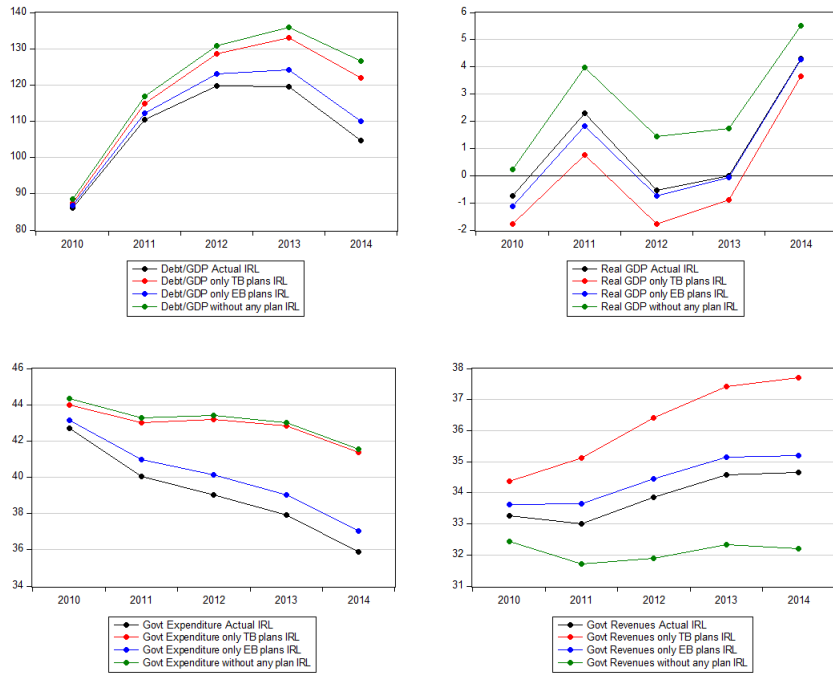 140
130
120
110
100
90
80
2010 2011 2012 2013 2014
Debt/GDP Actual IRL
Debt/GDP only TB plans IRL
Debt/GDP only EB plans IRL
Debt/GDP without any plan IRL
6
5
4
3
2
1
0
-1
-2
2010 2011 2012 2013 2014
Real GDP Actual IRL
Real GDP only TB plans IRL
Real GDP only EB plans IRL
Real GDP without any plan IRL
46
44
42
40
38
36
34
2010 2011 2012 2013 2014
Govt Expenditure Actual IRL
Govt Expenditure only TB plans IRL
Govt Expenditure only EB plans IRL
Govt Expenditure without any plan IRL
38
37
36
35
34
33
32
31
2010 2011 2012 2013 2014
Govt Revenues Actual IRL
Govt Revenues only TB plans IRL
Govt Revenues only EB plans IRL
Govt Revenues without any plan IRL